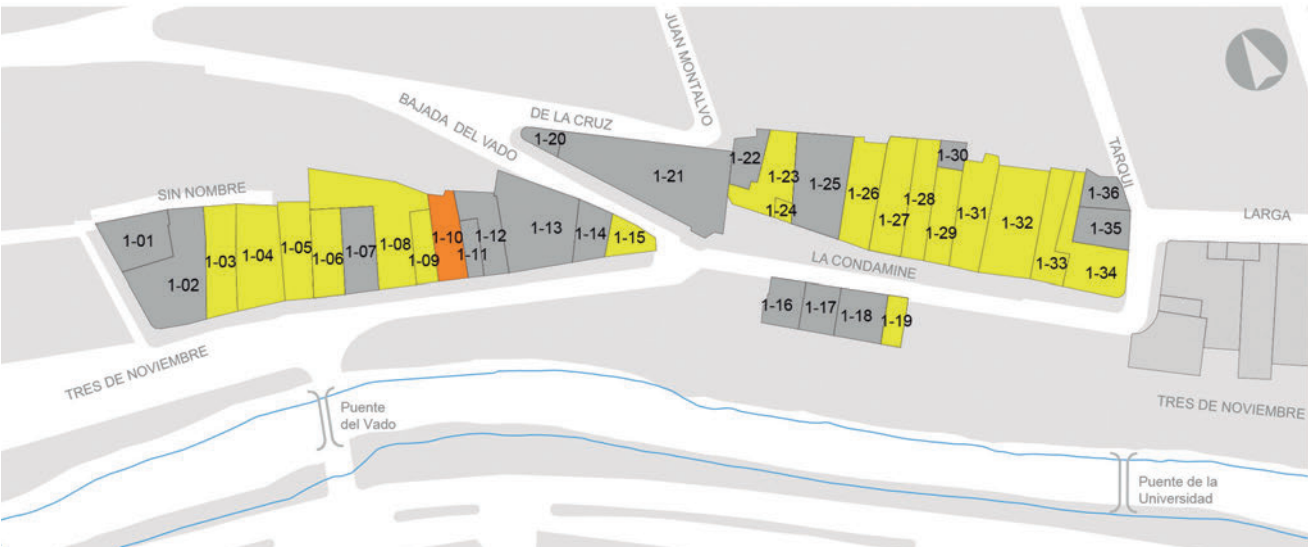 JUAN MONTALVO
BAJADA DEL VADO
DE LA CRUZ
TARQUI
SIN NOMBRE
LARGA
LA CONDAMINE
TRES DE NOVIEMBRE
TRES DE NOVIEMBRE
1-01
1-02
1-03
1-04
1-05
1-06
1-07
1-08
1-09
1-10
1-11
1-12
1-13
1-14
1-15
1-16
1-17
1-18
1-19
1-20
1-21
1-22
1-23
1-24
1-25
1-26
1-27
1-28
1-29
1-30
1-31
1-32
1-33
1-34
1-35
1-36
Puente
del Vado
Puente de la
Universidad